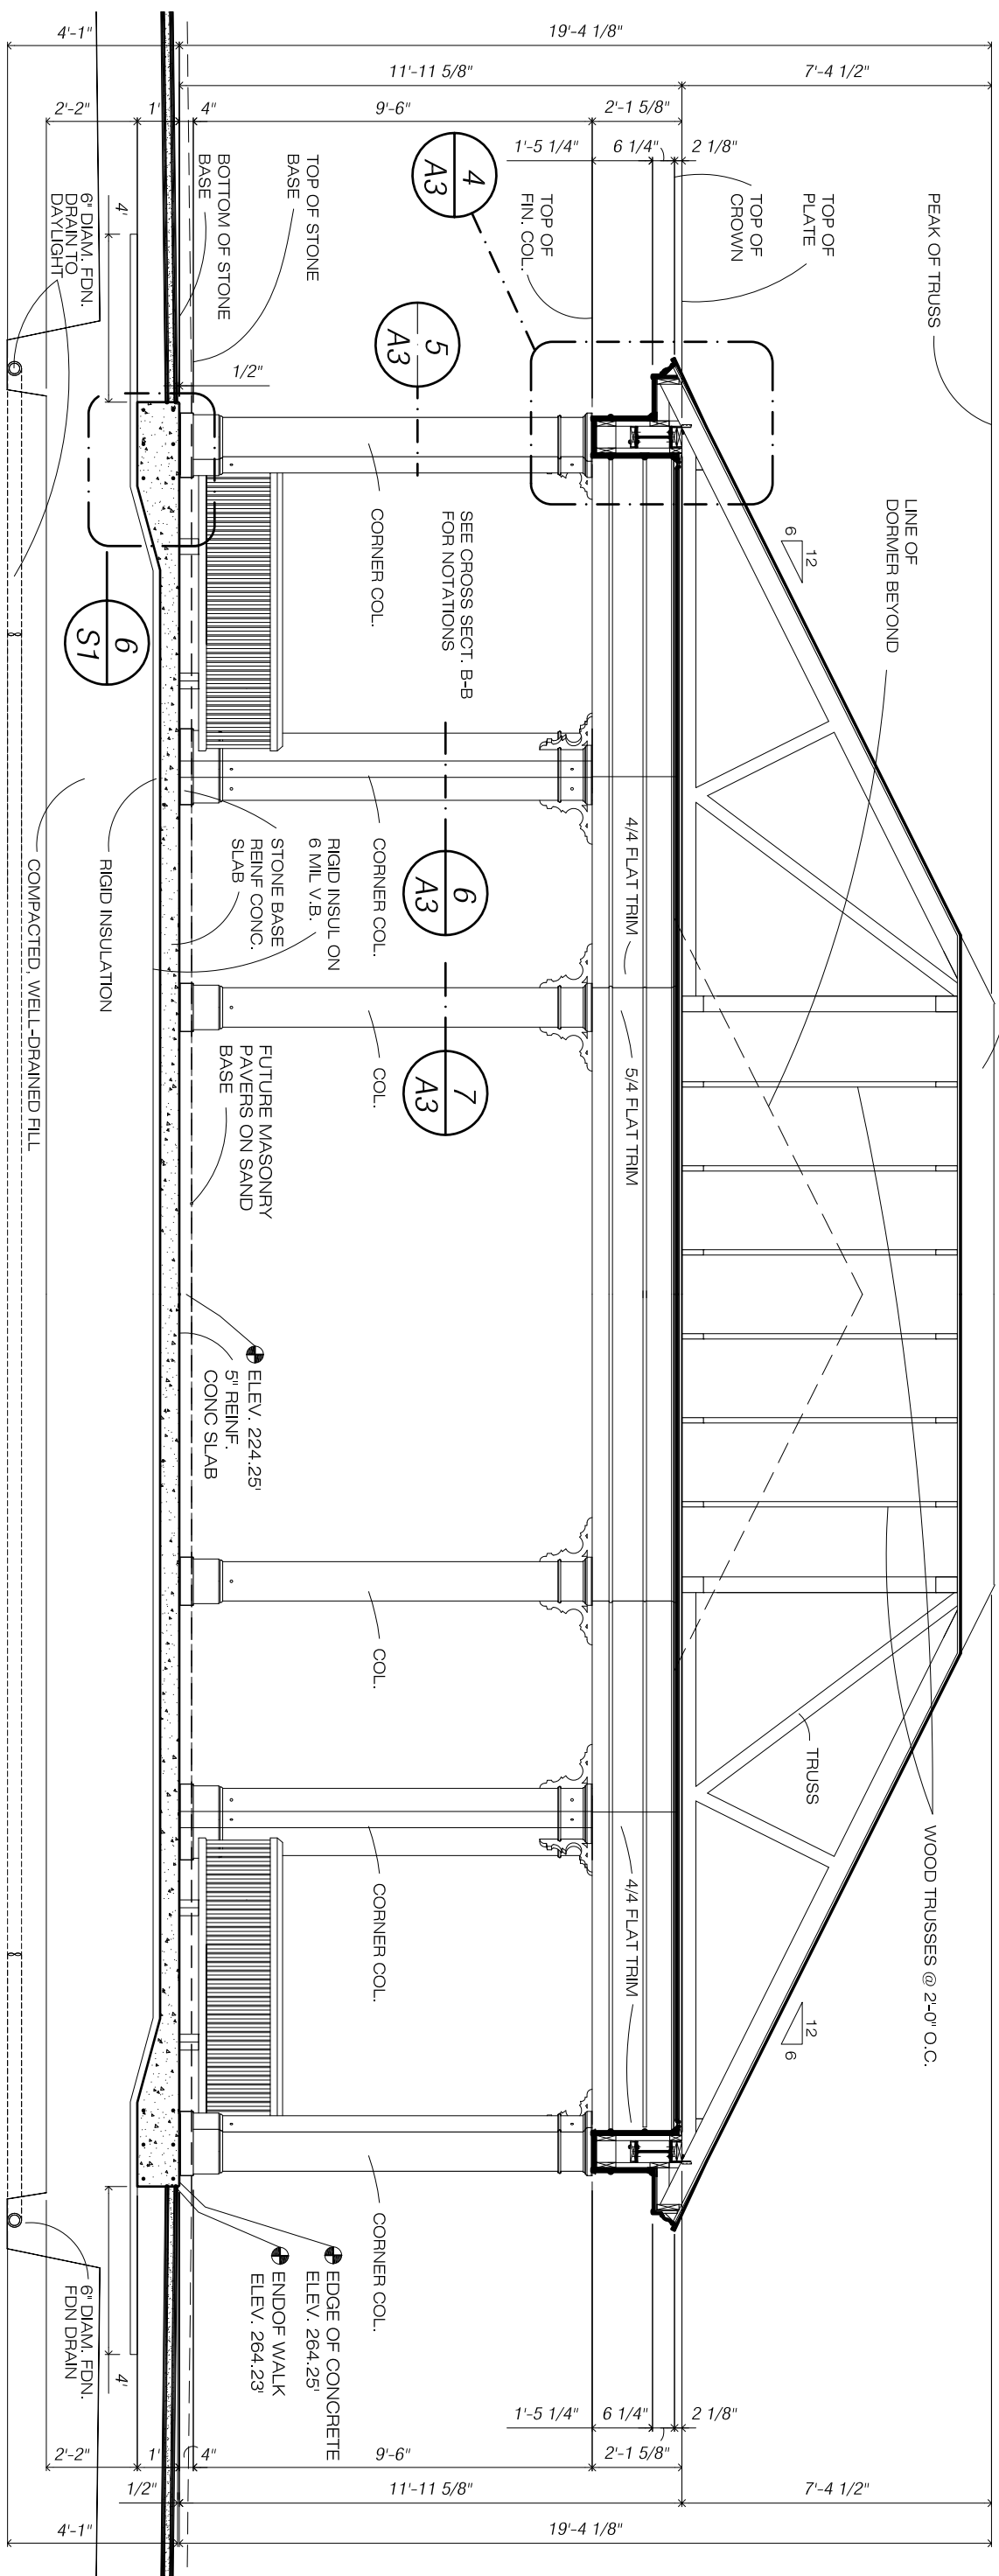 4'-1"
19'-4 1/8"
11'-11 5/8"
7'-4 1/2"
2'-2"
1'
4"
9'-6"
2'-1 5/8"
1'-5 1/4"
6 1/4"
2 1/8"
PEAK OF TRUSS
TOP OF
PLATE
TOP OF
CROWN
TOP OF
FIN. COL.
4
A3
TOP OF STONE
BASE
BOTTOM OF STONE
BASE
6" DIAM. FDN.
DRAIN TO
DAYLIGHT
4'
1/2"
5
A3
LINE OF
DORMER BEYOND
12
6
CORNER COL.
SEE CROSS SECT. B-B
FOR NOTATIONS
6
S1
4/4 FLAT TRIM
6
A3
CORNER COL.
RIGID INSUL ON
6 MIL V.B.
STONE BASE
REINF CONC.
SLAB
RIGID INSULATION
COMPACTED, WELL-DRAINED FILL
5/4 FLAT TRIM
COL.
7
A3
FUTURE MASONRY
PAVERS ON SAND
BASE
ELEV. 224.25'
5" REINF.
CONC SLAB
COL.
TRUSS
WOOD TRUSSES @ 2'-0" O.C.
4/4 FLAT TRIM
CORNER COL.
12
6
CORNER COL.
EDGE OF CONCRETE
ELEV. 264.25'
ENDOF WALK
ELEV. 264.23'
6" DIAM. FDN.
FDN DRAIN
4'
1'-5 1/4"
6 1/4"
2 1/8"
2'-2"
1'
4"
9'-6"
2'-1 5/8"
1/2"
11'-11 5/8"
7'-4 1/2"
4'-1"
19'-4 1/8"